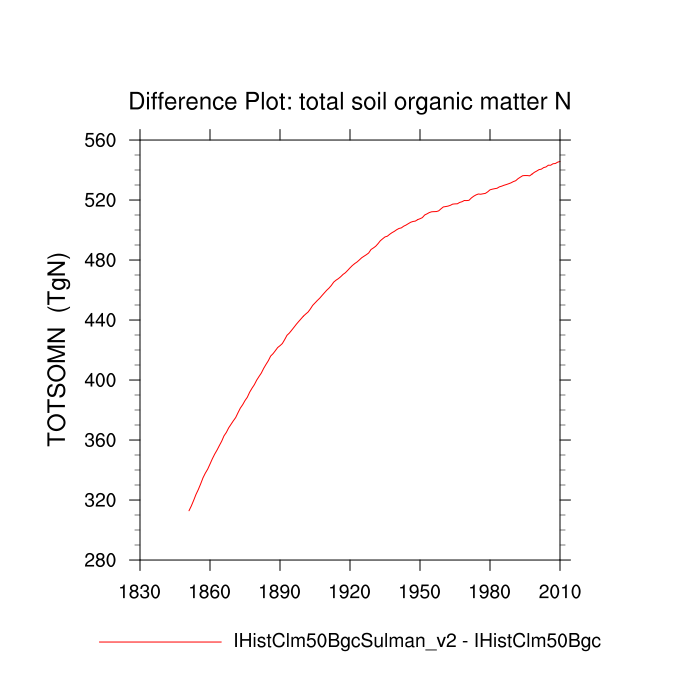 Difference Plot: total soil organic matter N
TOTSOMN (TgN)
560
520
480
440
400
360
320
280
1830 1860 1890 1920 1950 1980 2010
IHistClm50BgcSulman_v2 - IHistClm50Bgc